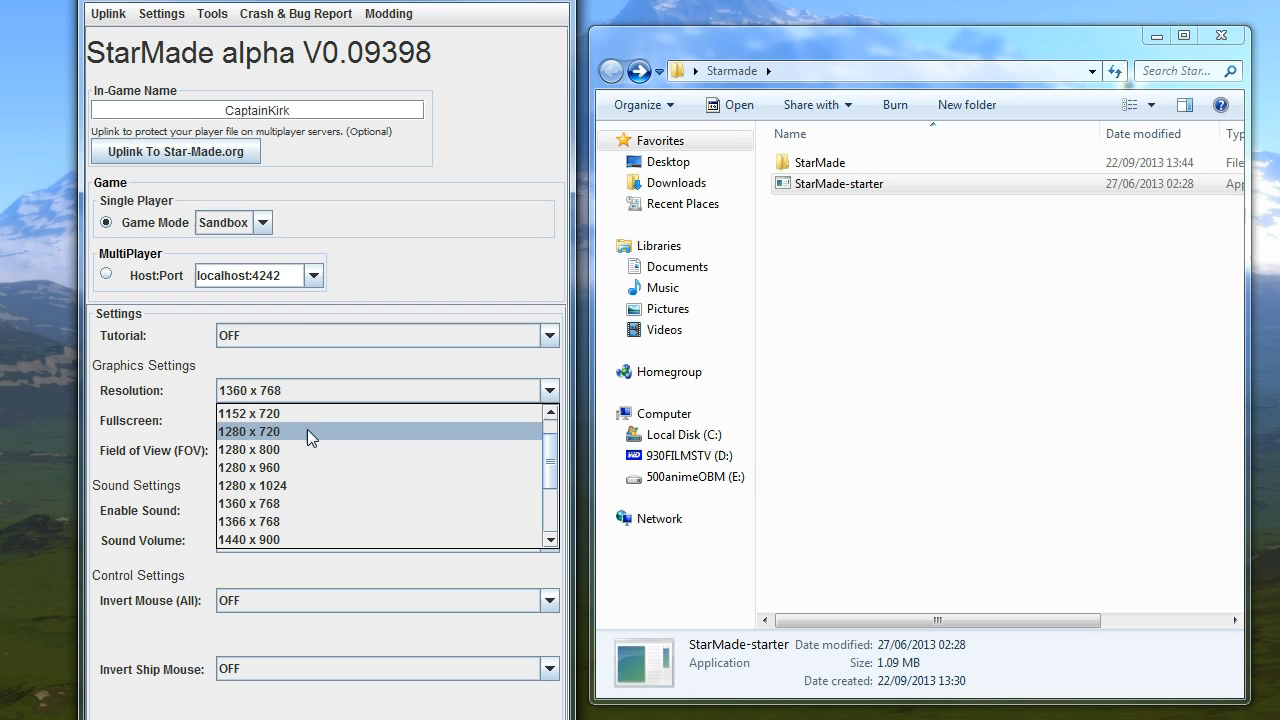 Uplink Settings Tools Crash & Bug Report Modding
StarMade alpha V0.09398
In-Game Name
CaptainKirk
Uplink to protect your player file on multiplayer servers. (Optional)
Uplink To Star-Made.org
Game
Single Player
Game Mode Sandbox
MultiPlayer
Host:Port localhost:4242
Settings
Tutorial: OFF
Graphics Settings
Resolution: 1360 x 768
1152 x 720
Fullscreen:
1280 x 720
Field of View (FOV): 1280 x 800
1280 x 960
Sound Settings 1280 x 1024
1360 x 768
Enable Sound:
1366 x 768
Sound Volume: 1440 x 900
Control Settings
Invert Mouse (All): OFF
Invert Ship Mouse: OFF
Starmade
Search Star...
Organize Open Share with Burn New folder
Name Date modified Typ
StarMade 22/09/2013 13:44 File
StarMade-starter 27/06/2013 02:28 App
Favorites
Desktop
Downloads
Recent Places
Libraries
Documents
Music
Pictures
Videos
Homegroup
Computer
Local Disk (C:)
930FILMSTV (D:)
500animeOBM (E:)
Network
StarMade-starter Date modified: 27/06/2013 02:28
Application Size: 1.09 MB
Date created: 22/09/2013 13:30